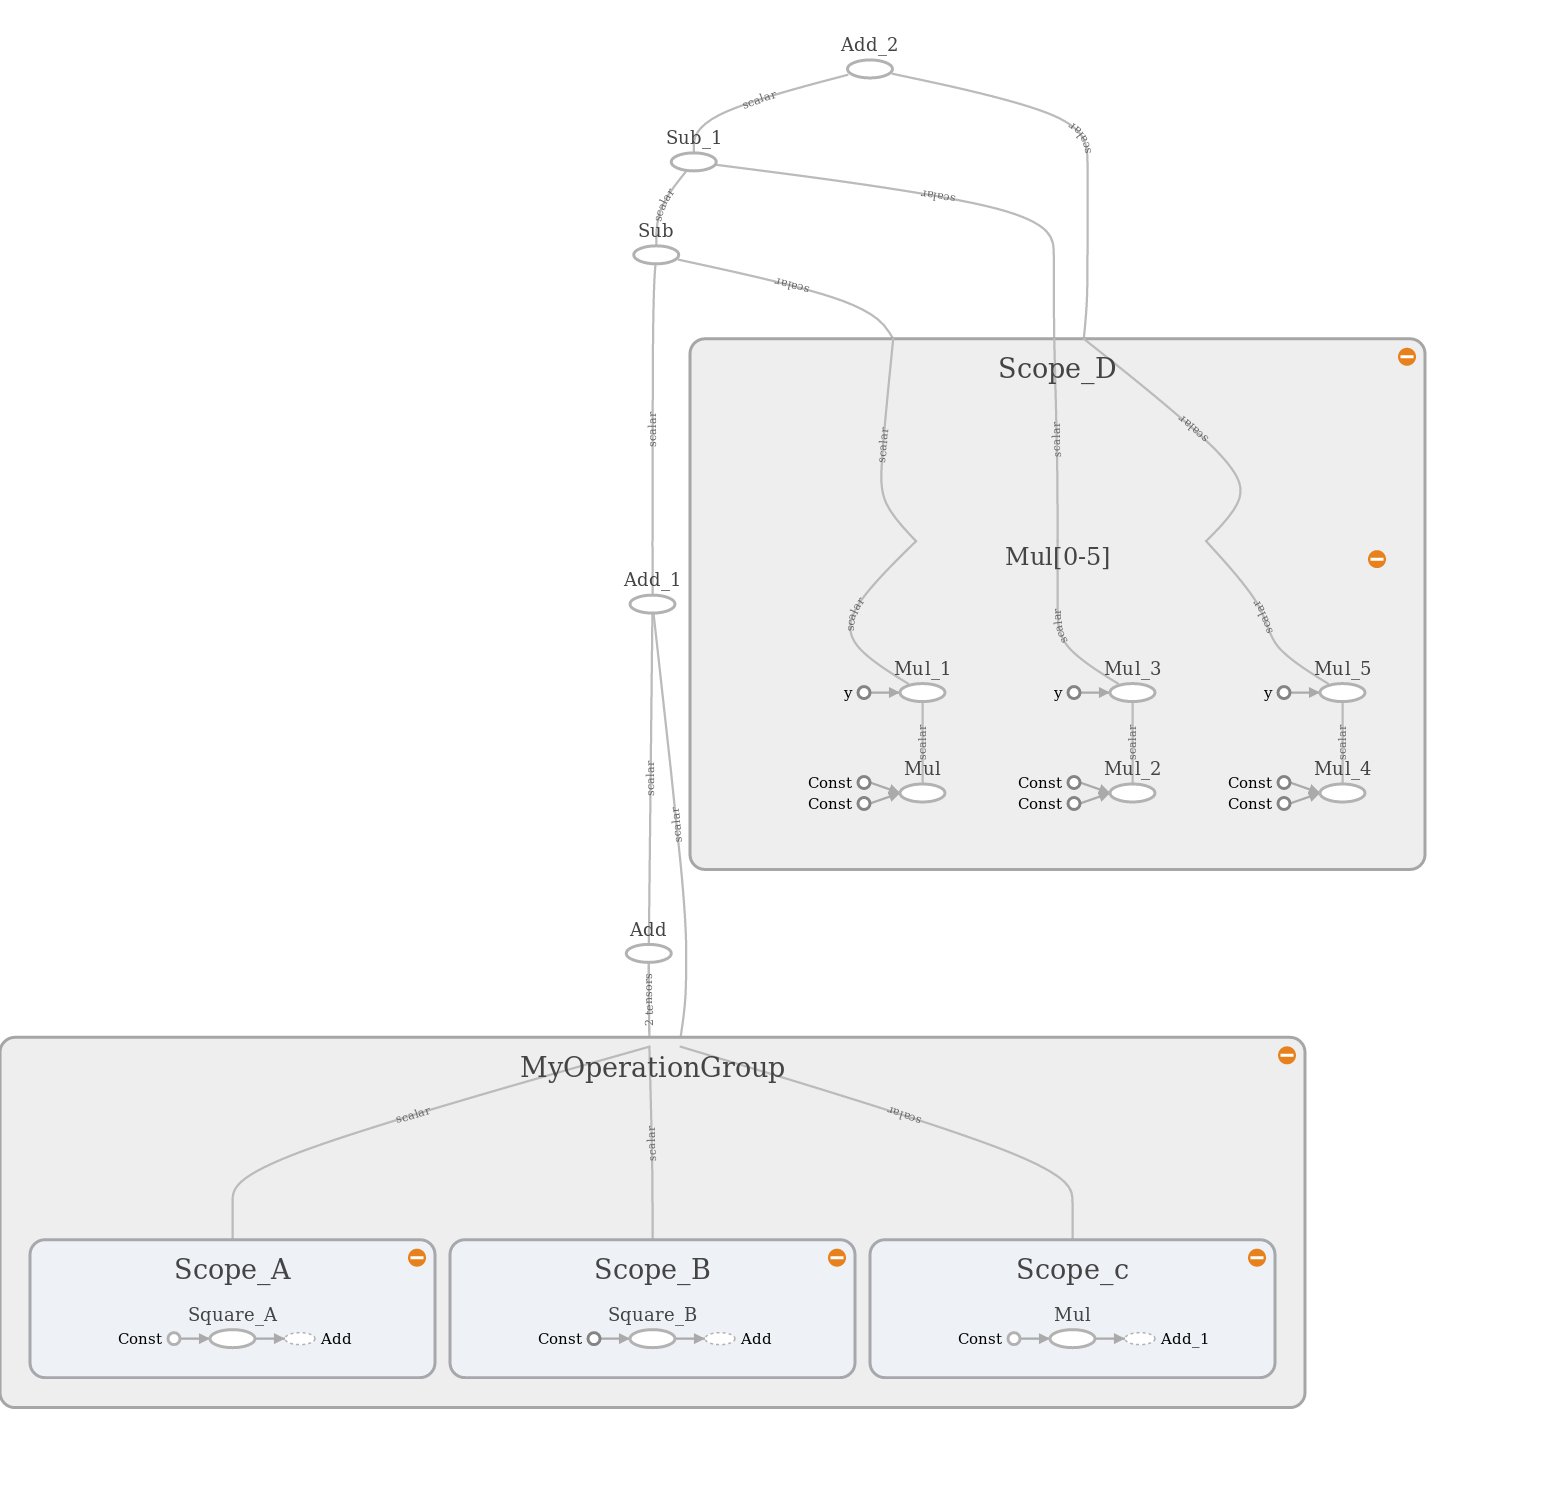 Add_2
scalar
scalar
Sub_1
scalar
scalar
Sub
scalar
Scope_D
scalar
scalar
scalar
scalar
Mul[0-5]
Add_1
scalar
scalar
scalar
Mul_1
Mul_3
Mul_5
y
y
y
scalar
scalar
scalar
Mul
Mul_2
Mul_4
Const
Const
Const
Const
Const
Const
scalar
scalar
Add
2 tensors
MyOperationGroup
scalar
scalar
scalar
Scope_A
Scope_B
Scope_c
Square_A
Square_B
Mul
Const
Add
Const
Add
Const
Add_1